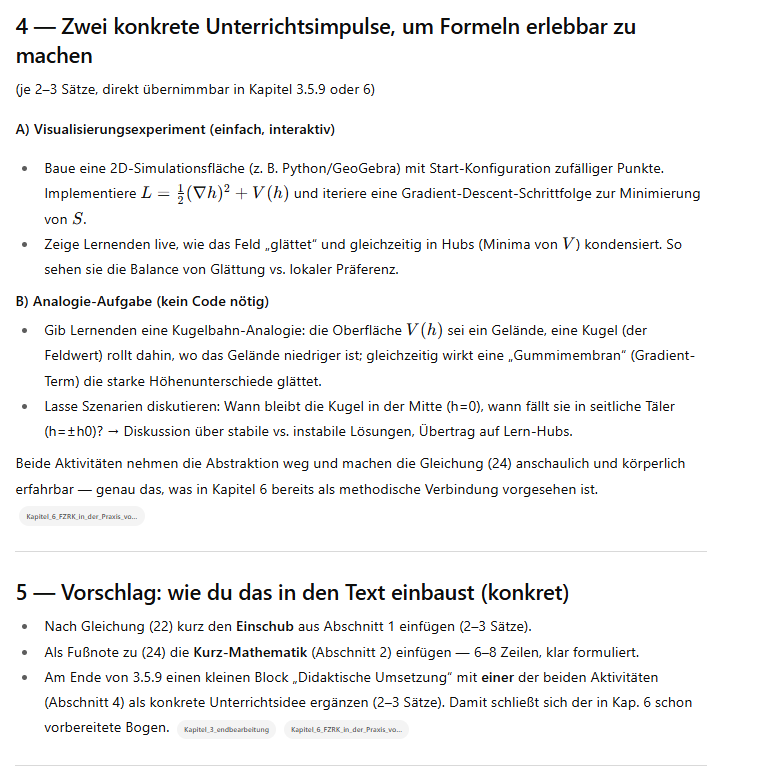 4 — Zwei konkrete Unterrichtsimpulse, um Formeln erlebbar zu
machen
(je 2–3 Sätze, direkt übernimmbar in Kapitel 3.5.9 oder 6)
A) Visualisierungsexperiment (einfach, interaktiv)
• Baue eine 2D-Simulationsfläche (z. B. Python/GeoGebra) mit Start-Konfiguration zufälliger Punkte.
Implementiere L = ½(∇h)² + V(h) und iteriere eine Gradient-Descent-Schrittfolge zur Minimierung
von S.
• Zeige Lernenden live, wie das Feld „glättet“ und gleichzeitig in Hubs (Minima von V) kondensiert. So
sehen sie die Balance von Glättung vs. lokaler Präferenz.
B) Analogie-Aufgabe (kein Code nötig)
• Gib Lernenden eine Kugelbahn-Analogie: die Oberfläche V(h) sei ein Gelände, eine Kugel (der
Feldwert) rollt dahin, wo das Gelände niedriger ist; gleichzeitig wirkt eine „Gummimembran“ (Gradient-
Term) die starke Höhenunterschiede glättet.
• Lasse Szenarien diskutieren: Wann bleibt die Kugel in der Mitte (h=0), wann fällt sie in seitliche Täler
(h=±h0)? → Diskussion über stabile vs. instabile Lösungen, Übertrag auf Lern-Hubs.
Beide Aktivitäten nehmen die Abstraktion weg und machen die Gleichung (24) anschaulich und körperlich
erfahrbar — genau das, was in Kapitel 6 bereits als methodische Verbindung vorgesehen ist.
Kapitel_6_FZRK_in_der_Praxis_vo...
5 — Vorschlag: wie du das in den Text einbaust (konkret)
• Nach Gleichung (22) kurz den Einschub aus Abschnitt 1 einfügen (2–3 Sätze).
• Als Fußnote zu (24) die Kurz-Mathematik (Abschnitt 2) einfügen — 6–8 Zeilen, klar formuliert.
• Am Ende von 3.5.9 einen kleinen Block „Didaktische Umsetzung“ mit einer der beiden Aktivitäten
(Abschnitt 4) als konkrete Unterrichtsidee ergänzen (2–3 Sätze). Damit schließt sich der in Kap. 6 schon
vorbereitete Bogen. Kapitel_3_endbearbeitung Kapitel_6_FZRK_in_der_Praxis_vo...